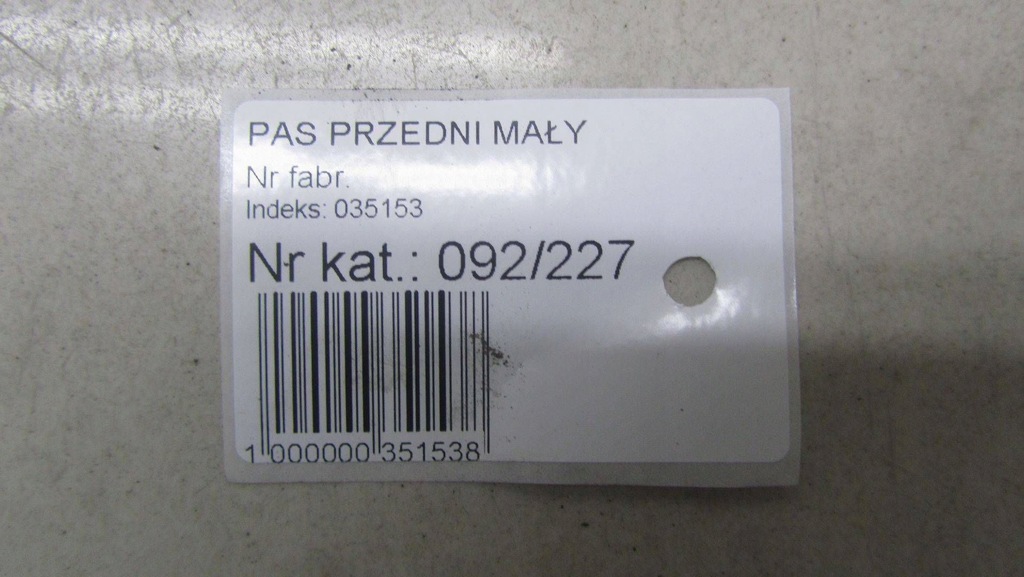 PAS PRZEDNI MAŁY
Nr fabr.
Indeks: 035153
Nr kat.: 092/227
1 000000 351538